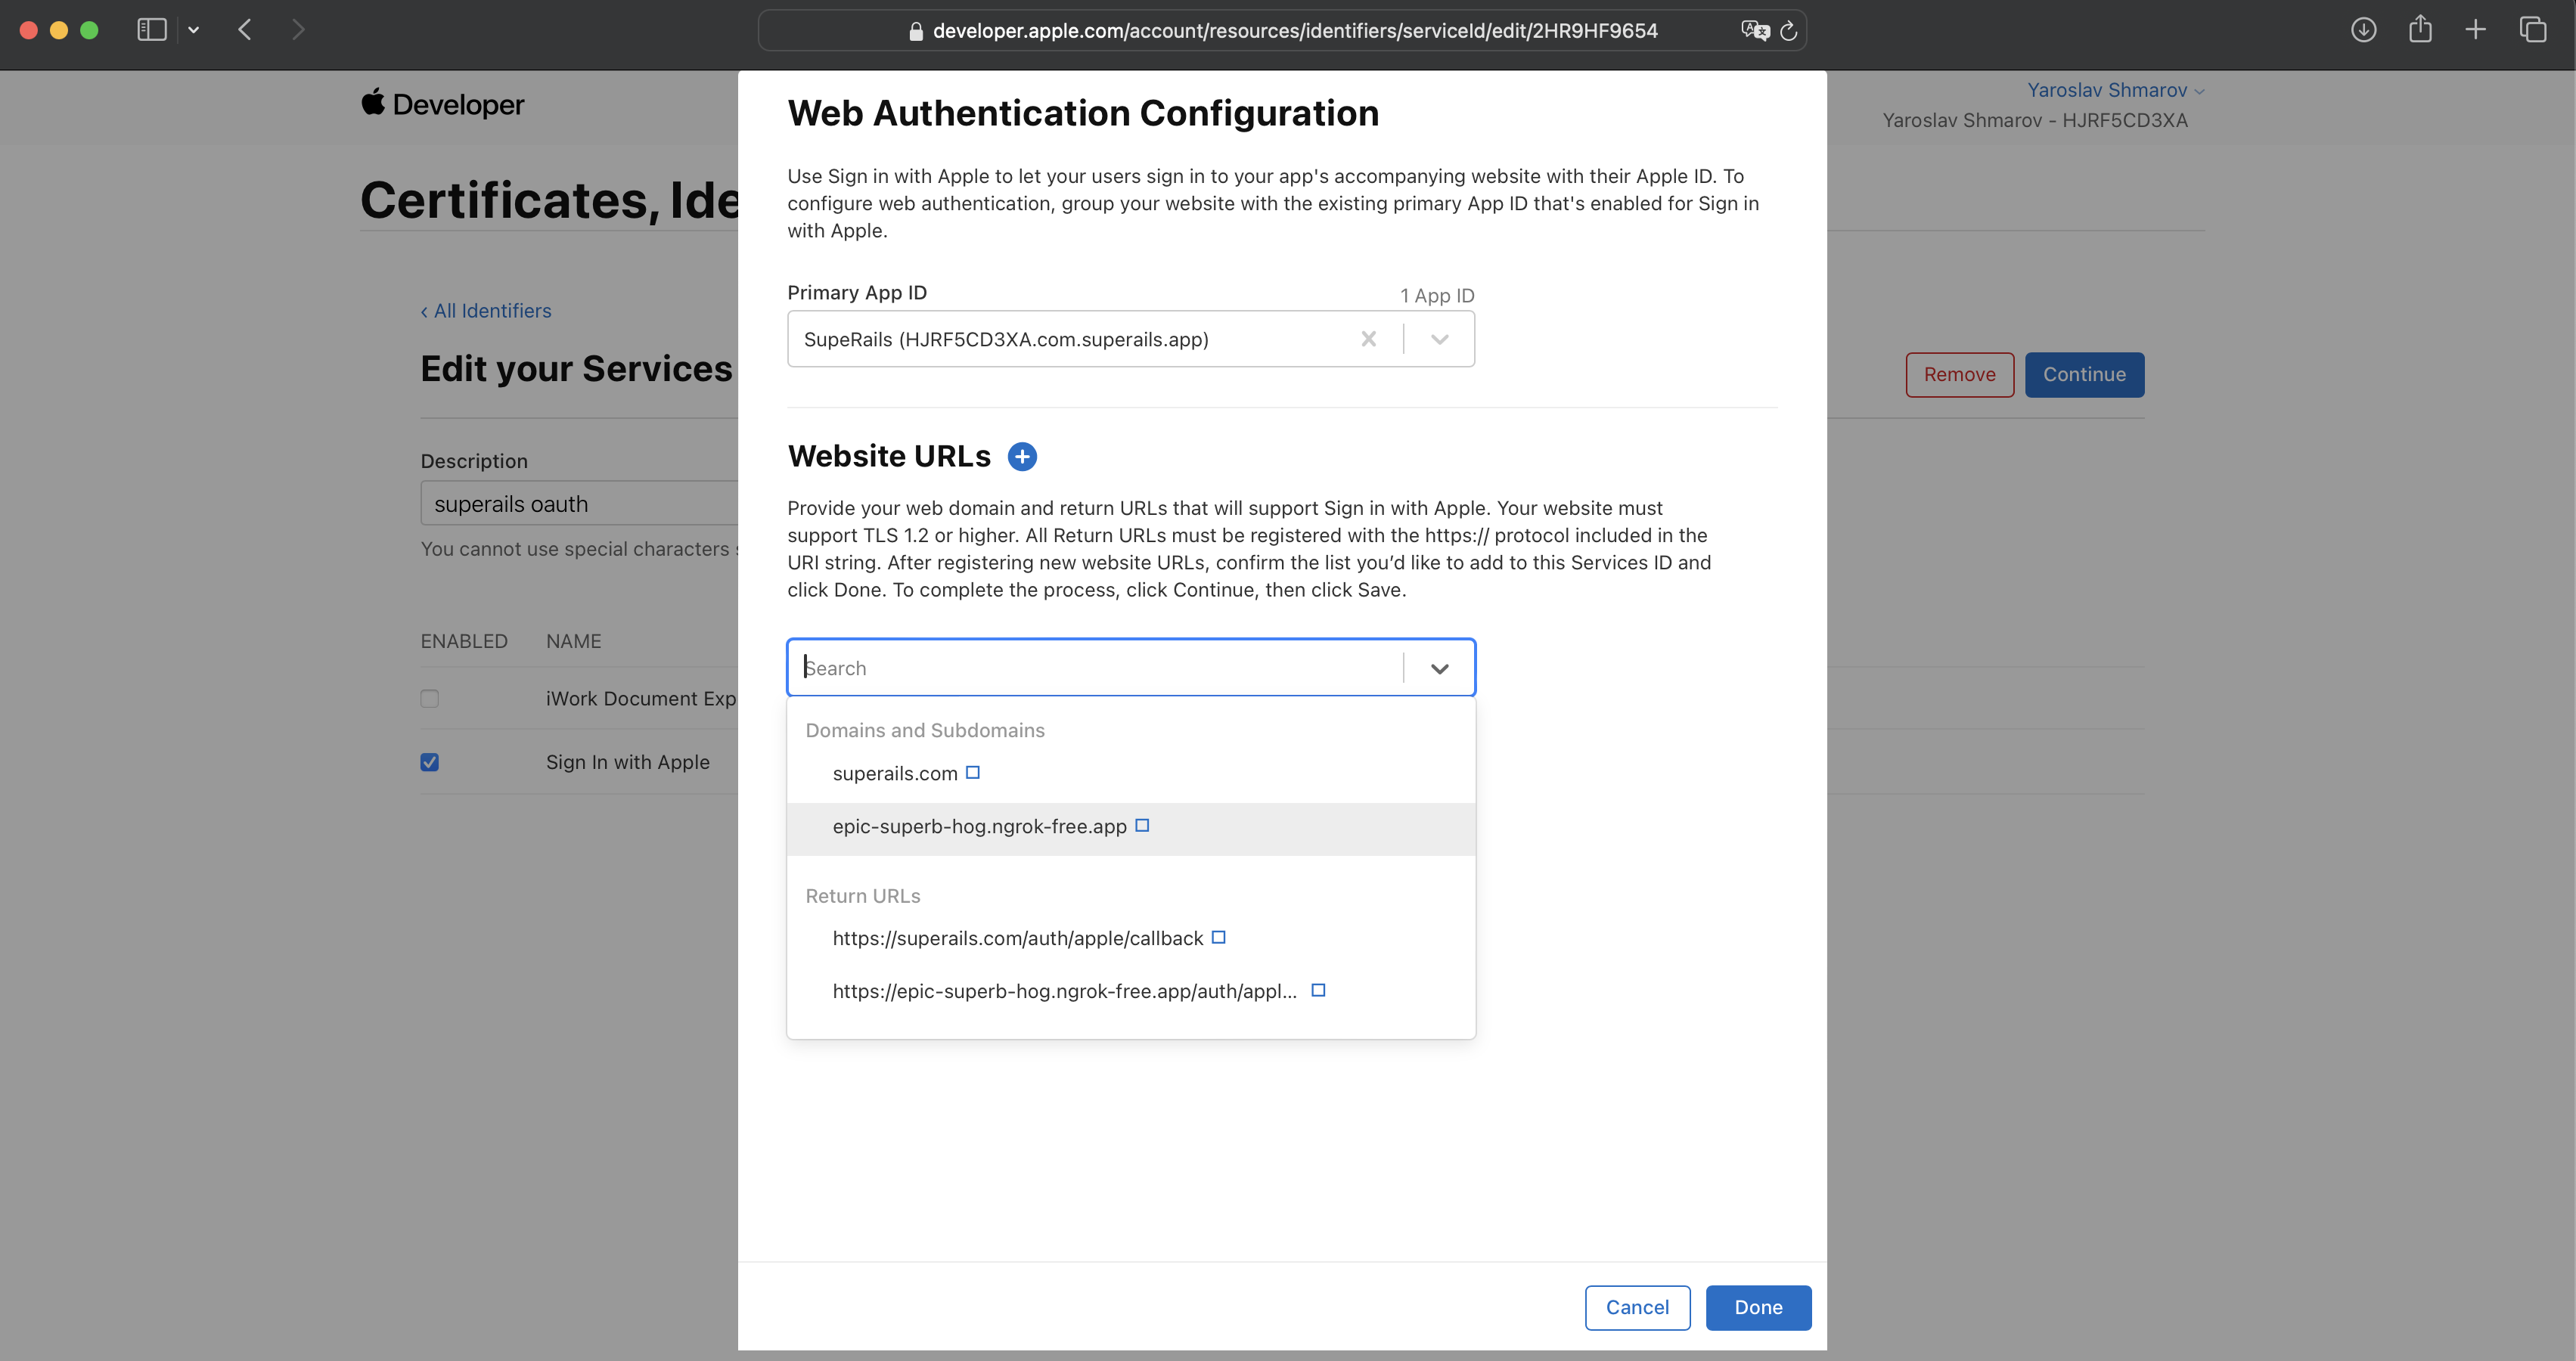 developer.apple.com/account/resources/identifiers/serviceId/edit/2HR9HF9654
Developer
Yaroslav Shmarov
Yaroslav Shmarov - HJRF5CD3XA
Certificates, Ide
‹ All Identifiers
Edit your Services
Remove
Continue
Description
superails oauth
You cannot use special characters
ENABLED NAME
iWork Document Exp
Sign In with Apple
Web Authentication Configuration
Use Sign in with Apple to let your users sign in to your app's accompanying website with their Apple ID. To
configure web authentication, group your website with the existing primary App ID that's enabled for Sign in
with Apple.
Primary App ID
1 App ID
SupeRails (HJRF5CD3XA.com.superails.app)
Website URLs
Provide your web domain and return URLs that will support Sign in with Apple. Your website must
support TLS 1.2 or higher. All Return URLs must be registered with the https:// protocol included in the
URI string. After registering new website URLs, confirm the list you’d like to add to this Services ID and
click Done. To complete the process, click Continue, then click Save.
Search
Domains and Subdomains
superails.com
epic-superb-hog.ngrok-free.app
Return URLs
https://superails.com/auth/apple/callback
https://epic-superb-hog.ngrok-free.app/auth/appl...
Cancel
Done